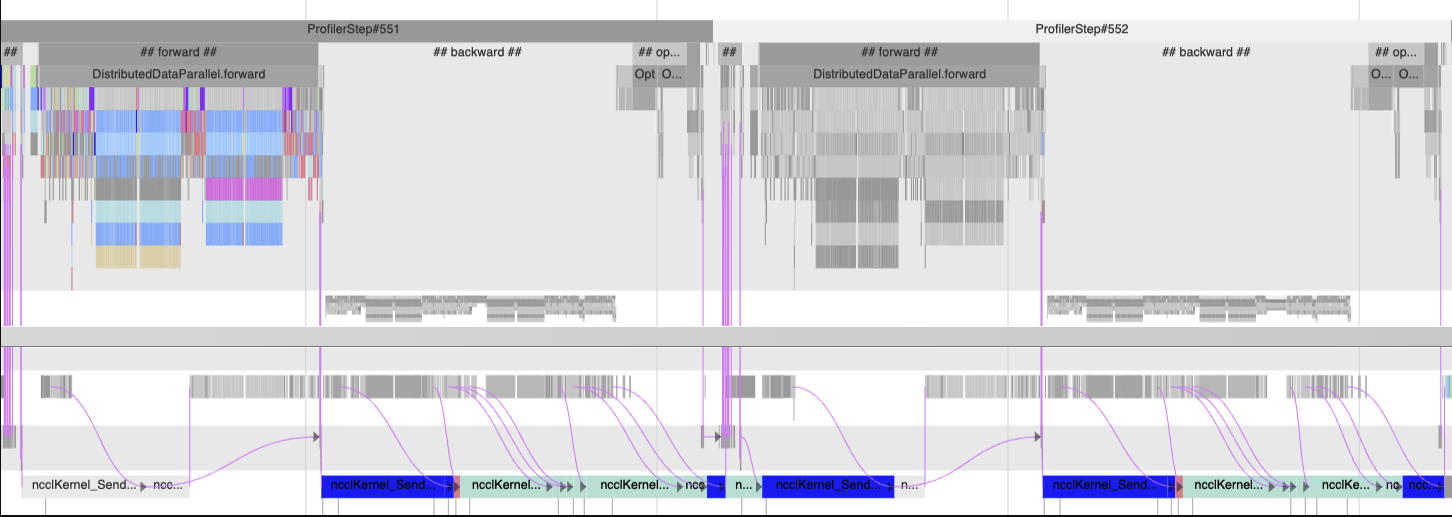 ProfilerStep#551 ProfilerStep#552
## ## forward ## ## backward ## ## op... ## ## forward ## ## backward ## ## op...
DistributedDataParallel.forward Opt O... DistributedDataParallel.forward O... O...
ncclKernel_Send... ncc... ncclKernel_Send... ncclKernel... ncclKernel... ncc n... ncclKernel_Send... n... ncclKernel_Send... ncclKernel... ncclKe... nc ncc...